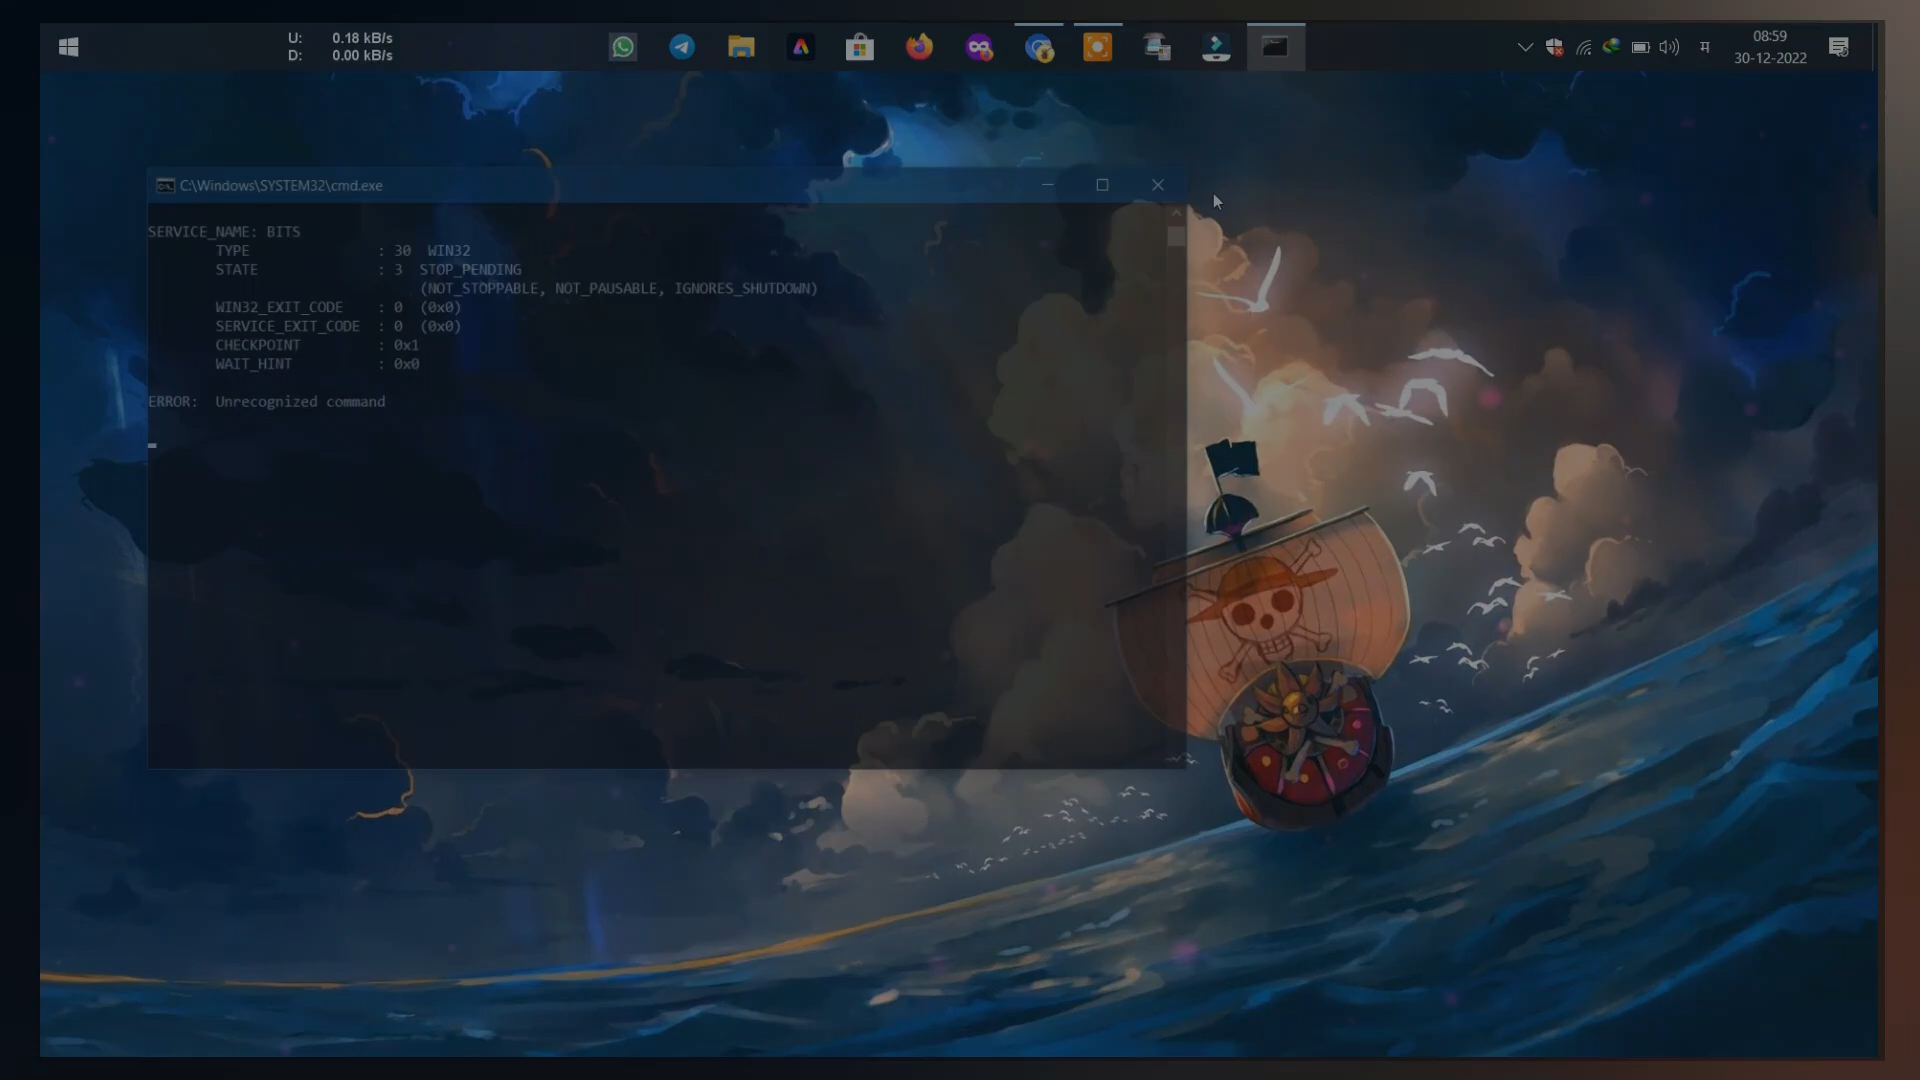 U: 0.18 kB/s
D: 0.00 kB/s
म
08:59
30-12-2022
C:\Windows\SYSTEM32\cmd.exe
SERVICE_NAME: BITS
TYPE : 30 WIN32
STATE : 3 STOP_PENDING
(NOT_STOPPABLE, NOT_PAUSABLE, IGNORES_SHUTDOWN)
WIN32_EXIT_CODE : 0 (0x0)
SERVICE_EXIT_CODE : 0 (0x0)
CHECKPOINT : 0x1
WAIT_HINT : 0x0
ERROR: Unrecognized command